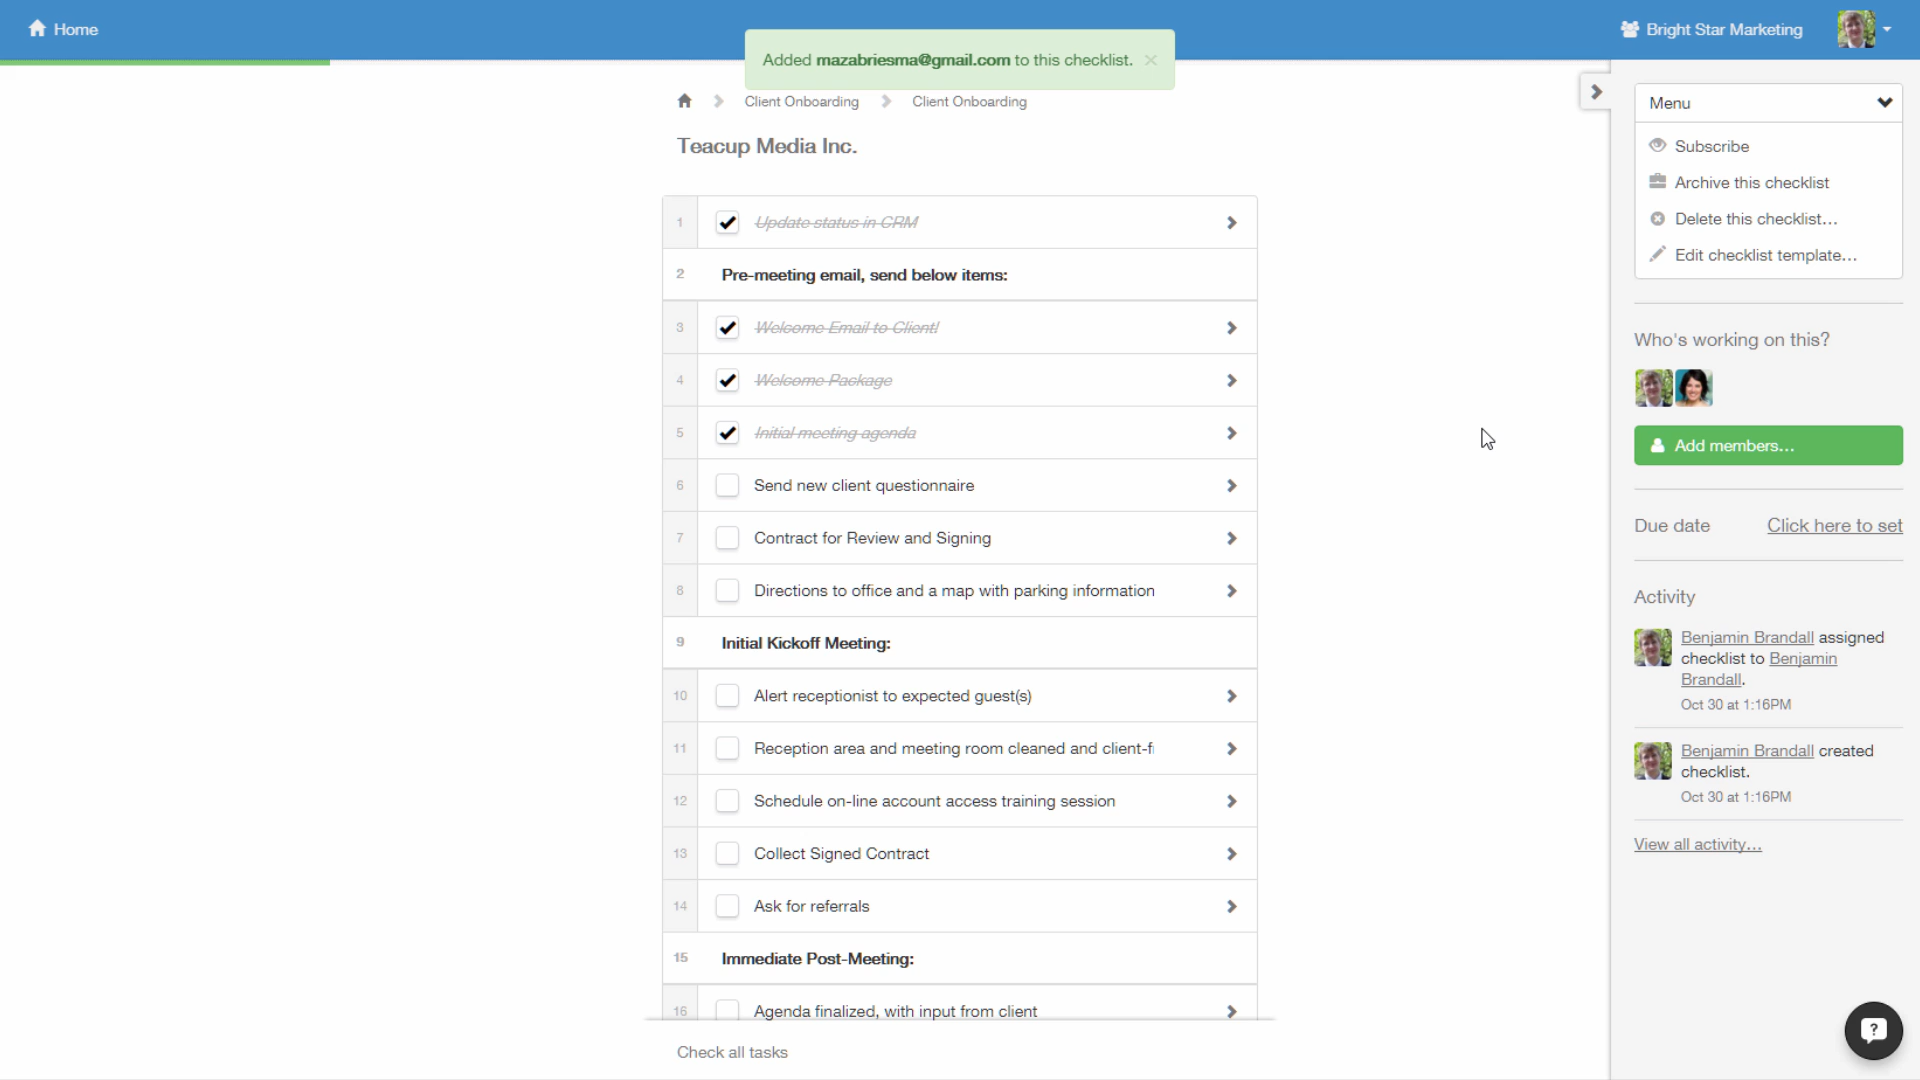 Home
Bright Star Marketing
Added mazabriesma@gmail.com to this checklist. ×
Client Onboarding
Client Onboarding
Teacup Media Inc.
1 Update status in CRM
2 Pre-meeting email, send below items:
3 Welcome Email to Client!
4 Welcome Package
5 Initial meeting agenda
6 Send new client questionnaire
7 Contract for Review and Signing
8 Directions to office and a map with parking information
9 Initial Kickoff Meeting:
10 Alert receptionist to expected guest(s)
11 Reception area and meeting room cleaned and client-f
12 Schedule on-line account access training session
13 Collect Signed Contract
14 Ask for referrals
15 Immediate Post-Meeting:
16 Agenda finalized, with input from client
Check all tasks
Menu
Subscribe
Archive this checklist
Delete this checklist...
Edit checklist template...
Who's working on this?
Add members...
Due date Click here to set
Activity
Benjamin Brandall assigned
checklist to Benjamin
Brandall.
Oct 30 at 1:16PM
Benjamin Brandall created
checklist.
Oct 30 at 1:16PM
View all activity...
?